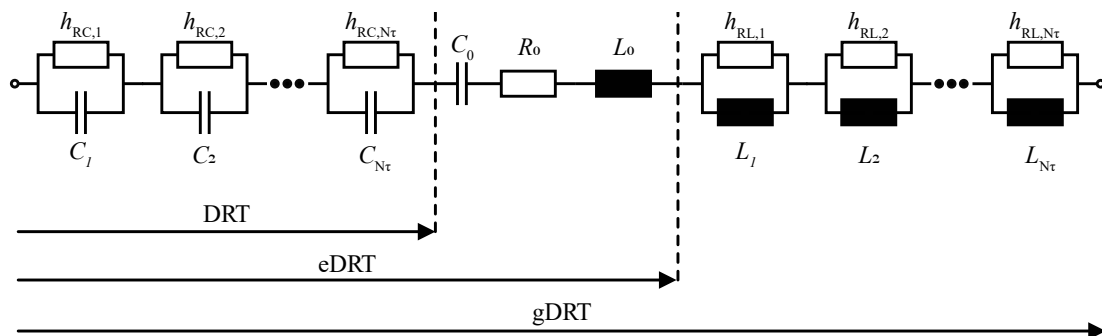 h_RC,1 h_RC,2 h_RC,Nτ C_0 R_0 L_0 h_RL,1 h_RL,2 h_RL,Nτ
C_1 C_2 C_Nτ L_1 L_2 L_Nτ
DRT
eDRT
gDRT